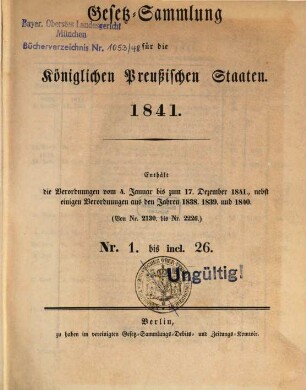 Gesetz-Sammlung
Bayer. Oberstes Landesgericht
München
Bücherverzeichnis Nr. 1053/48
für die
Königlichen Preußischen Staaten.
1841.
Enthält
die Verordnungen vom 4. Januar bis zum 17. Dezember 1841., nebst
einigen Verordnungen aus den Jahren 1838, 1839. und 1840.
(Von Nr. 2130. bis Nr. 2226.)
Nr. 1. bis incl. 26.
Ungültig!
Berlin,
zu haben im vereinigten Gesetz-Sammlungs-Debits- und Zeitungs-Komtoir.